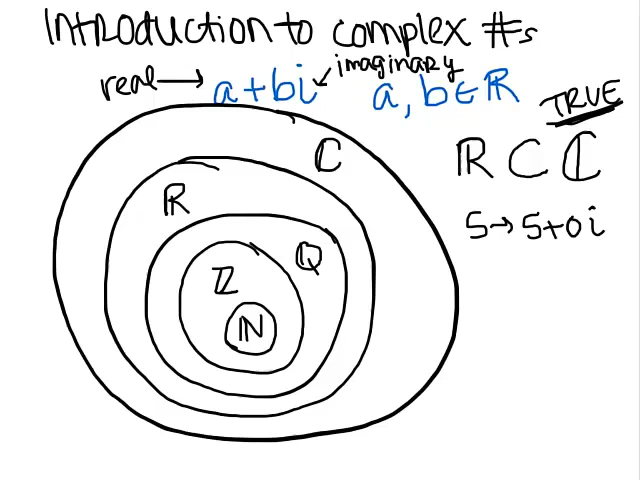 Introduction to complex #s
real → a+bi ← imaginary a, b ∈ ℝ
TRUE
ℝ ⊂ ℂ
5 → 5+0i
ℂ
ℝ
ℚ
ℤ
ℕ